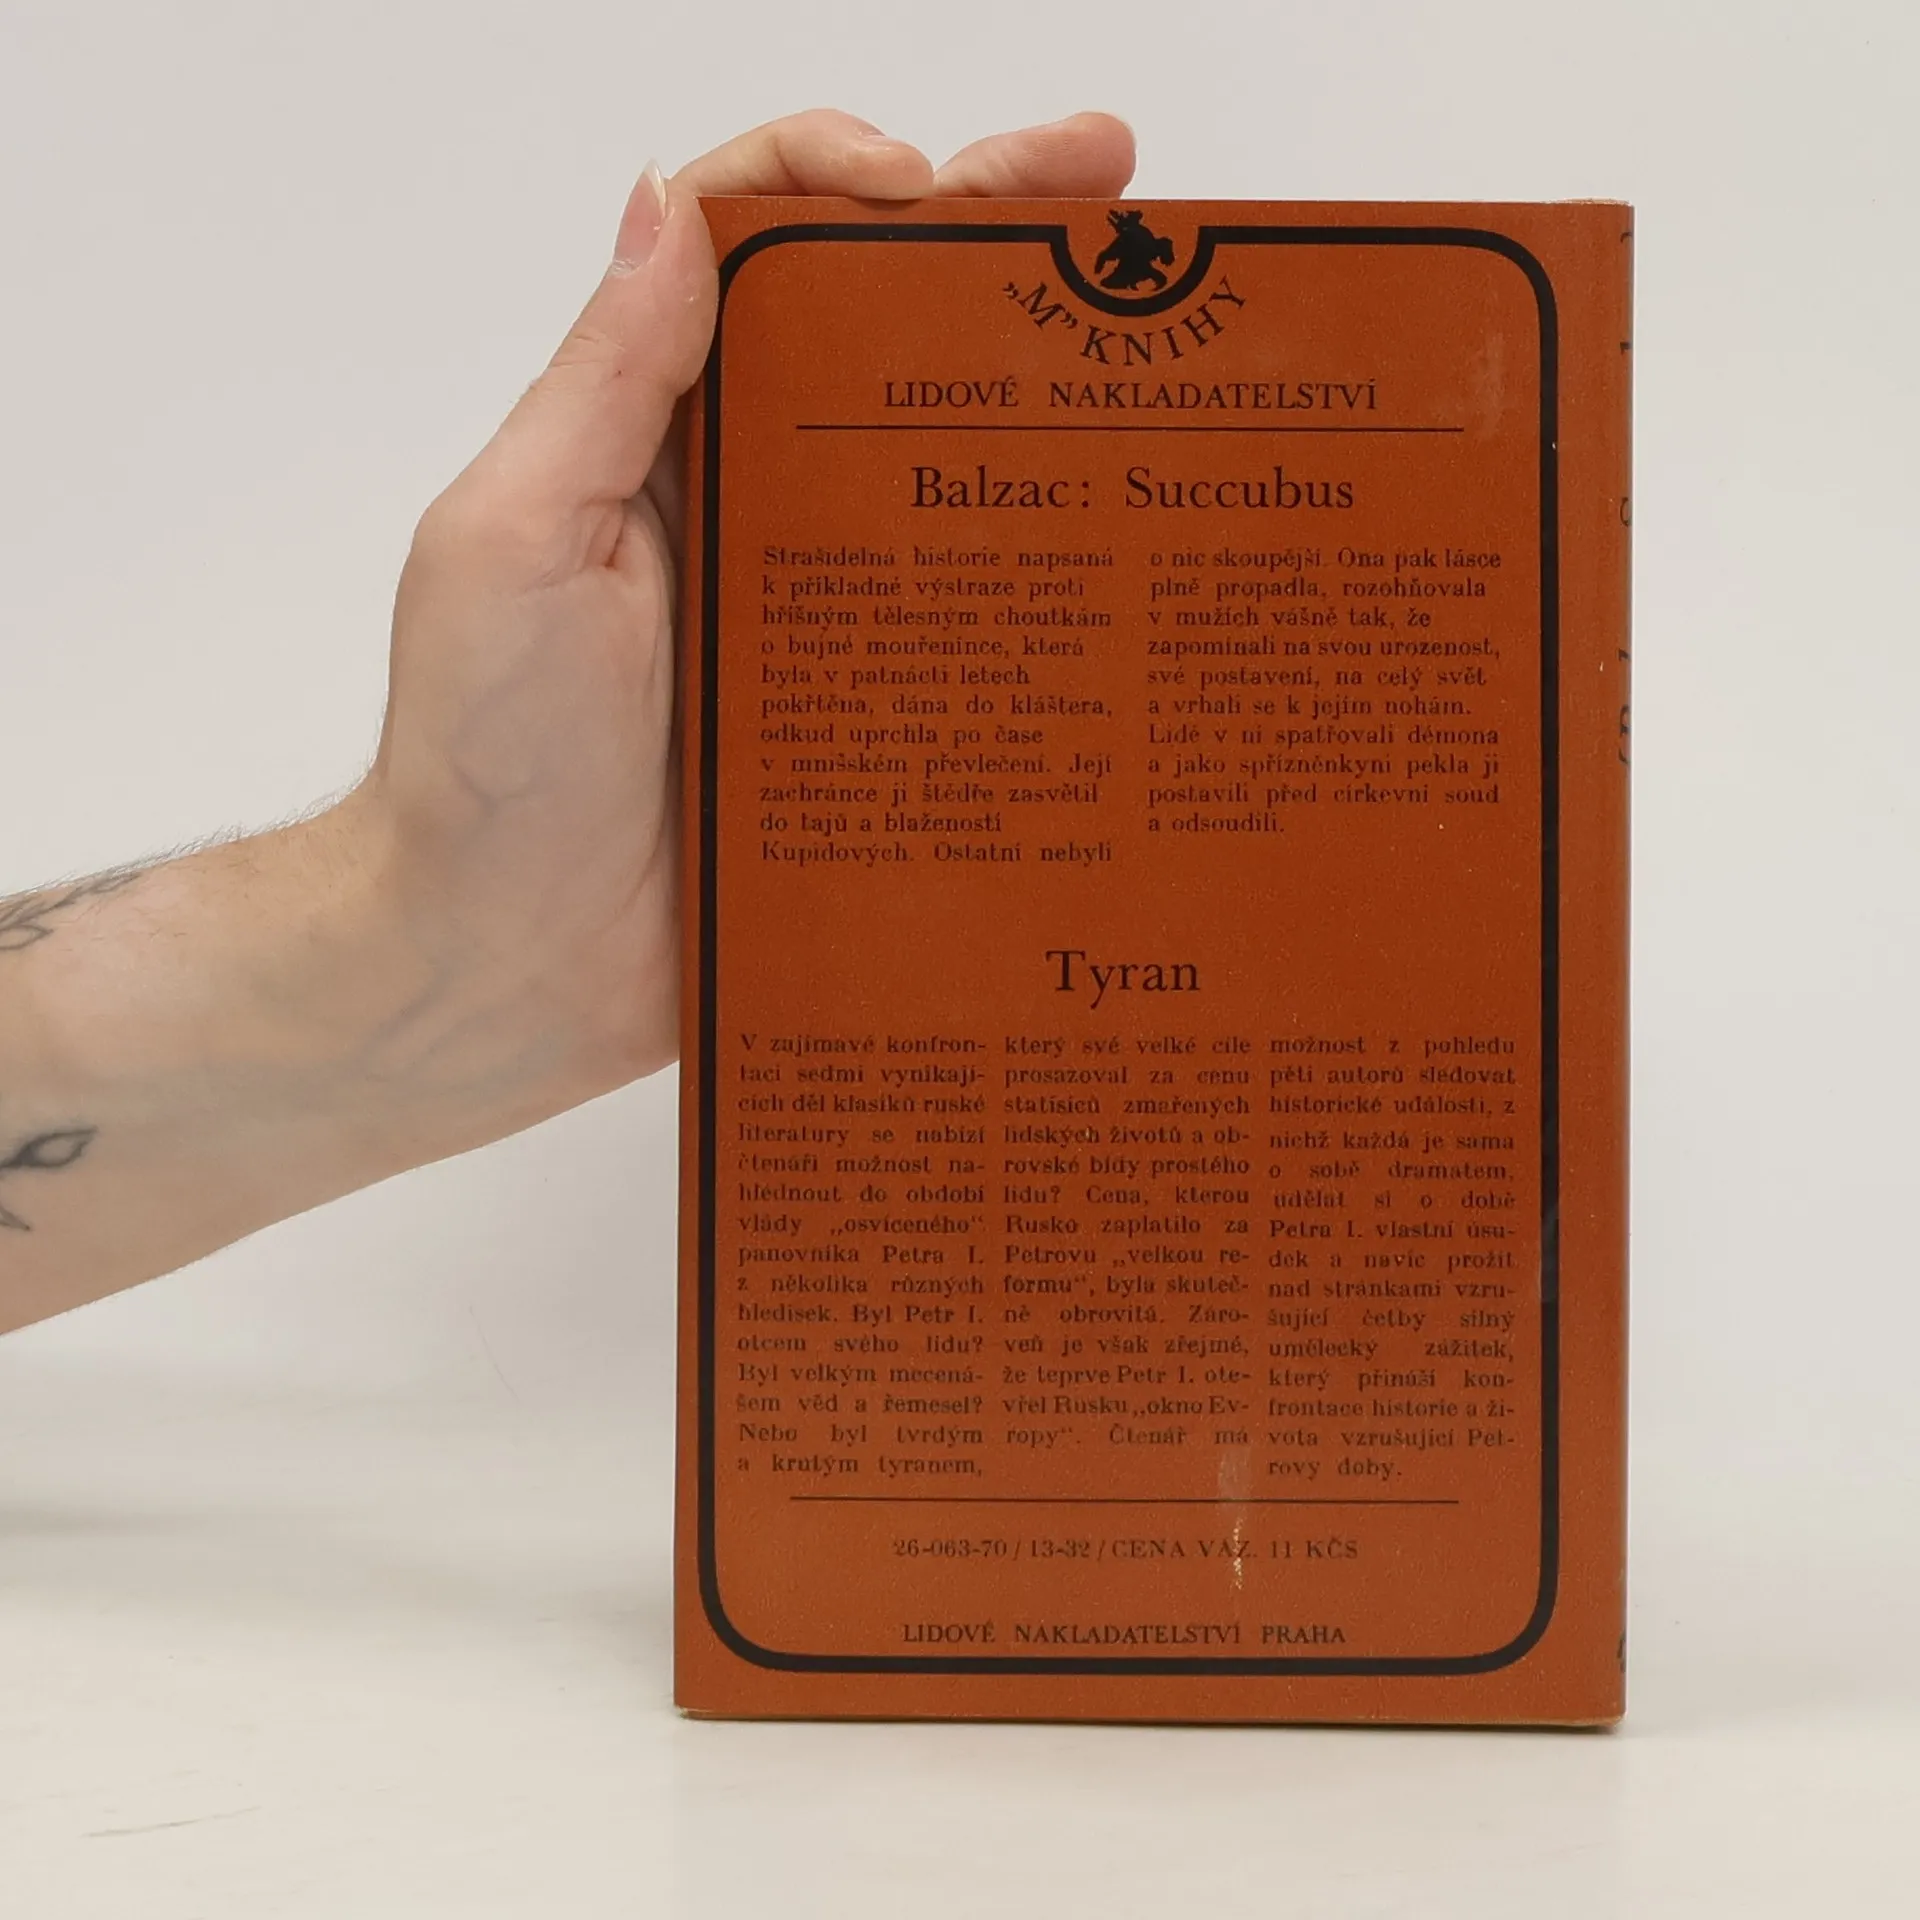 „M” KNIHY
LIDOVÉ NAKLADATELSTVÍ
Balzac: Succubus
Strašidelná historie napsaná
k příkladné výstraze proti
hříšným tělesným choutkám
o bujné mouřenince, která
byla v patnácti letech
pokřtěna, dána do kláštera,
odkud uprchla po čase
v mnišském převlečení. Její
zachránce ji štědře zasvětil
do tajů a blaženosti
Kupidových. Ostatní nebyli
o nic skoupější. Ona pak lásce
plně propadla, rozohňovala
v mužích vášně tak, že
zapomínali na svou urozenost,
své postavení, na celý svět
a vrhali se k jejím nohám.
Lidé v ní spatřovali démona
a jako spřízněnkyni pekla ji
postavili před církevní soud
a odsoudili.
Tyran
V zajímavé konfron-
taci sedmi vynikají-
cích děl klasiků ruské
literatury se nabízí
čtenáři možnost na-
hlédnout do období
vlády „osvíceného“
panovníka Petra I.
z několika různých
hledisek. Byl Petr I.
otcem svého lidu?
Byl velkým mecená-
šem věd a řemesel?
Nebo byl tvrdým
a krutým tyranem,
který své velké cíle
prosazoval za cenu
statisíců zmařených
lidských životů a ob-
rovské bídy prostého
lidu? Cena, kterou
Rusko zaplatilo za
Petrovu „velkou re-
formu“, byla skuteč-
ně obrovitá. Záro-
veň je však zřejmé,
že teprve Petr I. ote-
vřel Rusku „okno Ev-
ropy“. Čtenář má
možnost z pohledu
pěti autorů sledovat
historické události, z
nichž každá je sama
o sobě dramatem,
udělat si o době
Petra I. vlastní úsu-
dek a navíc prožít
nad stránkami vzru-
šující četby silný
umělecký zážitek,
který přináší kon-
frontace historie a ži-
vota vzrušující Pet-
rovy doby.
26-063-70 / 13-32 / CENA VÁZ. 11 KČS
LIDOVÉ NAKLADATELSTVÍ PRAHA